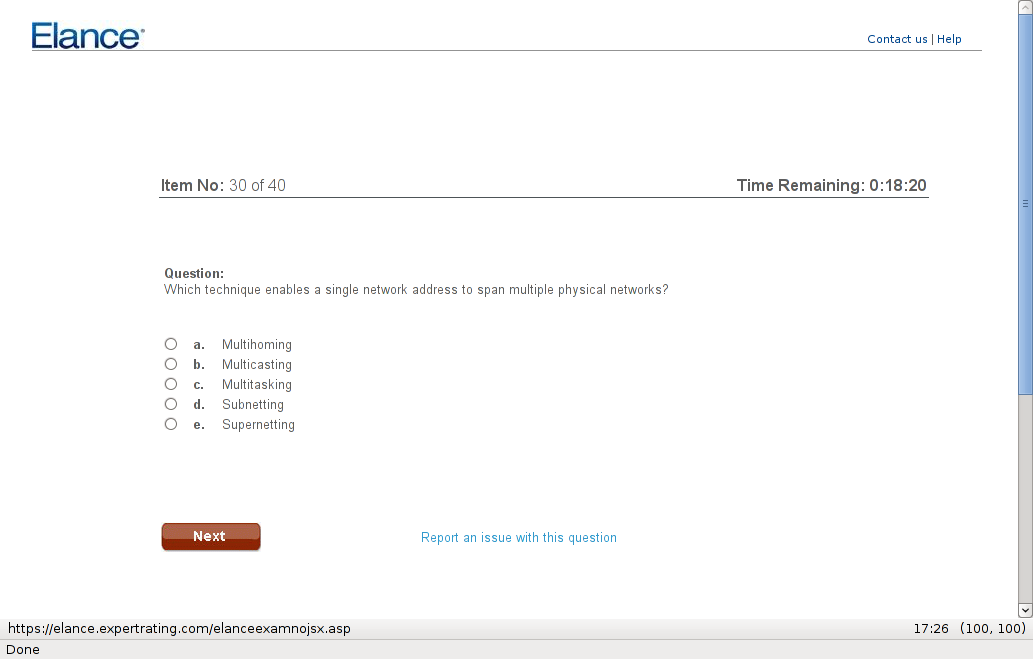 Elance®
Contact us | Help
Item No: 30 of 40
Time Remaining: 0:18:20
Question:
Which technique enables a single network address to span multiple physical networks?
a. Multihoming
b. Multicasting
c. Multitasking
d. Subnetting
e. Supernetting
Next
Report an issue with this question
https://elance.expertrating.com/elanceexamnojsx.asp
17:26 (100, 100)
Done